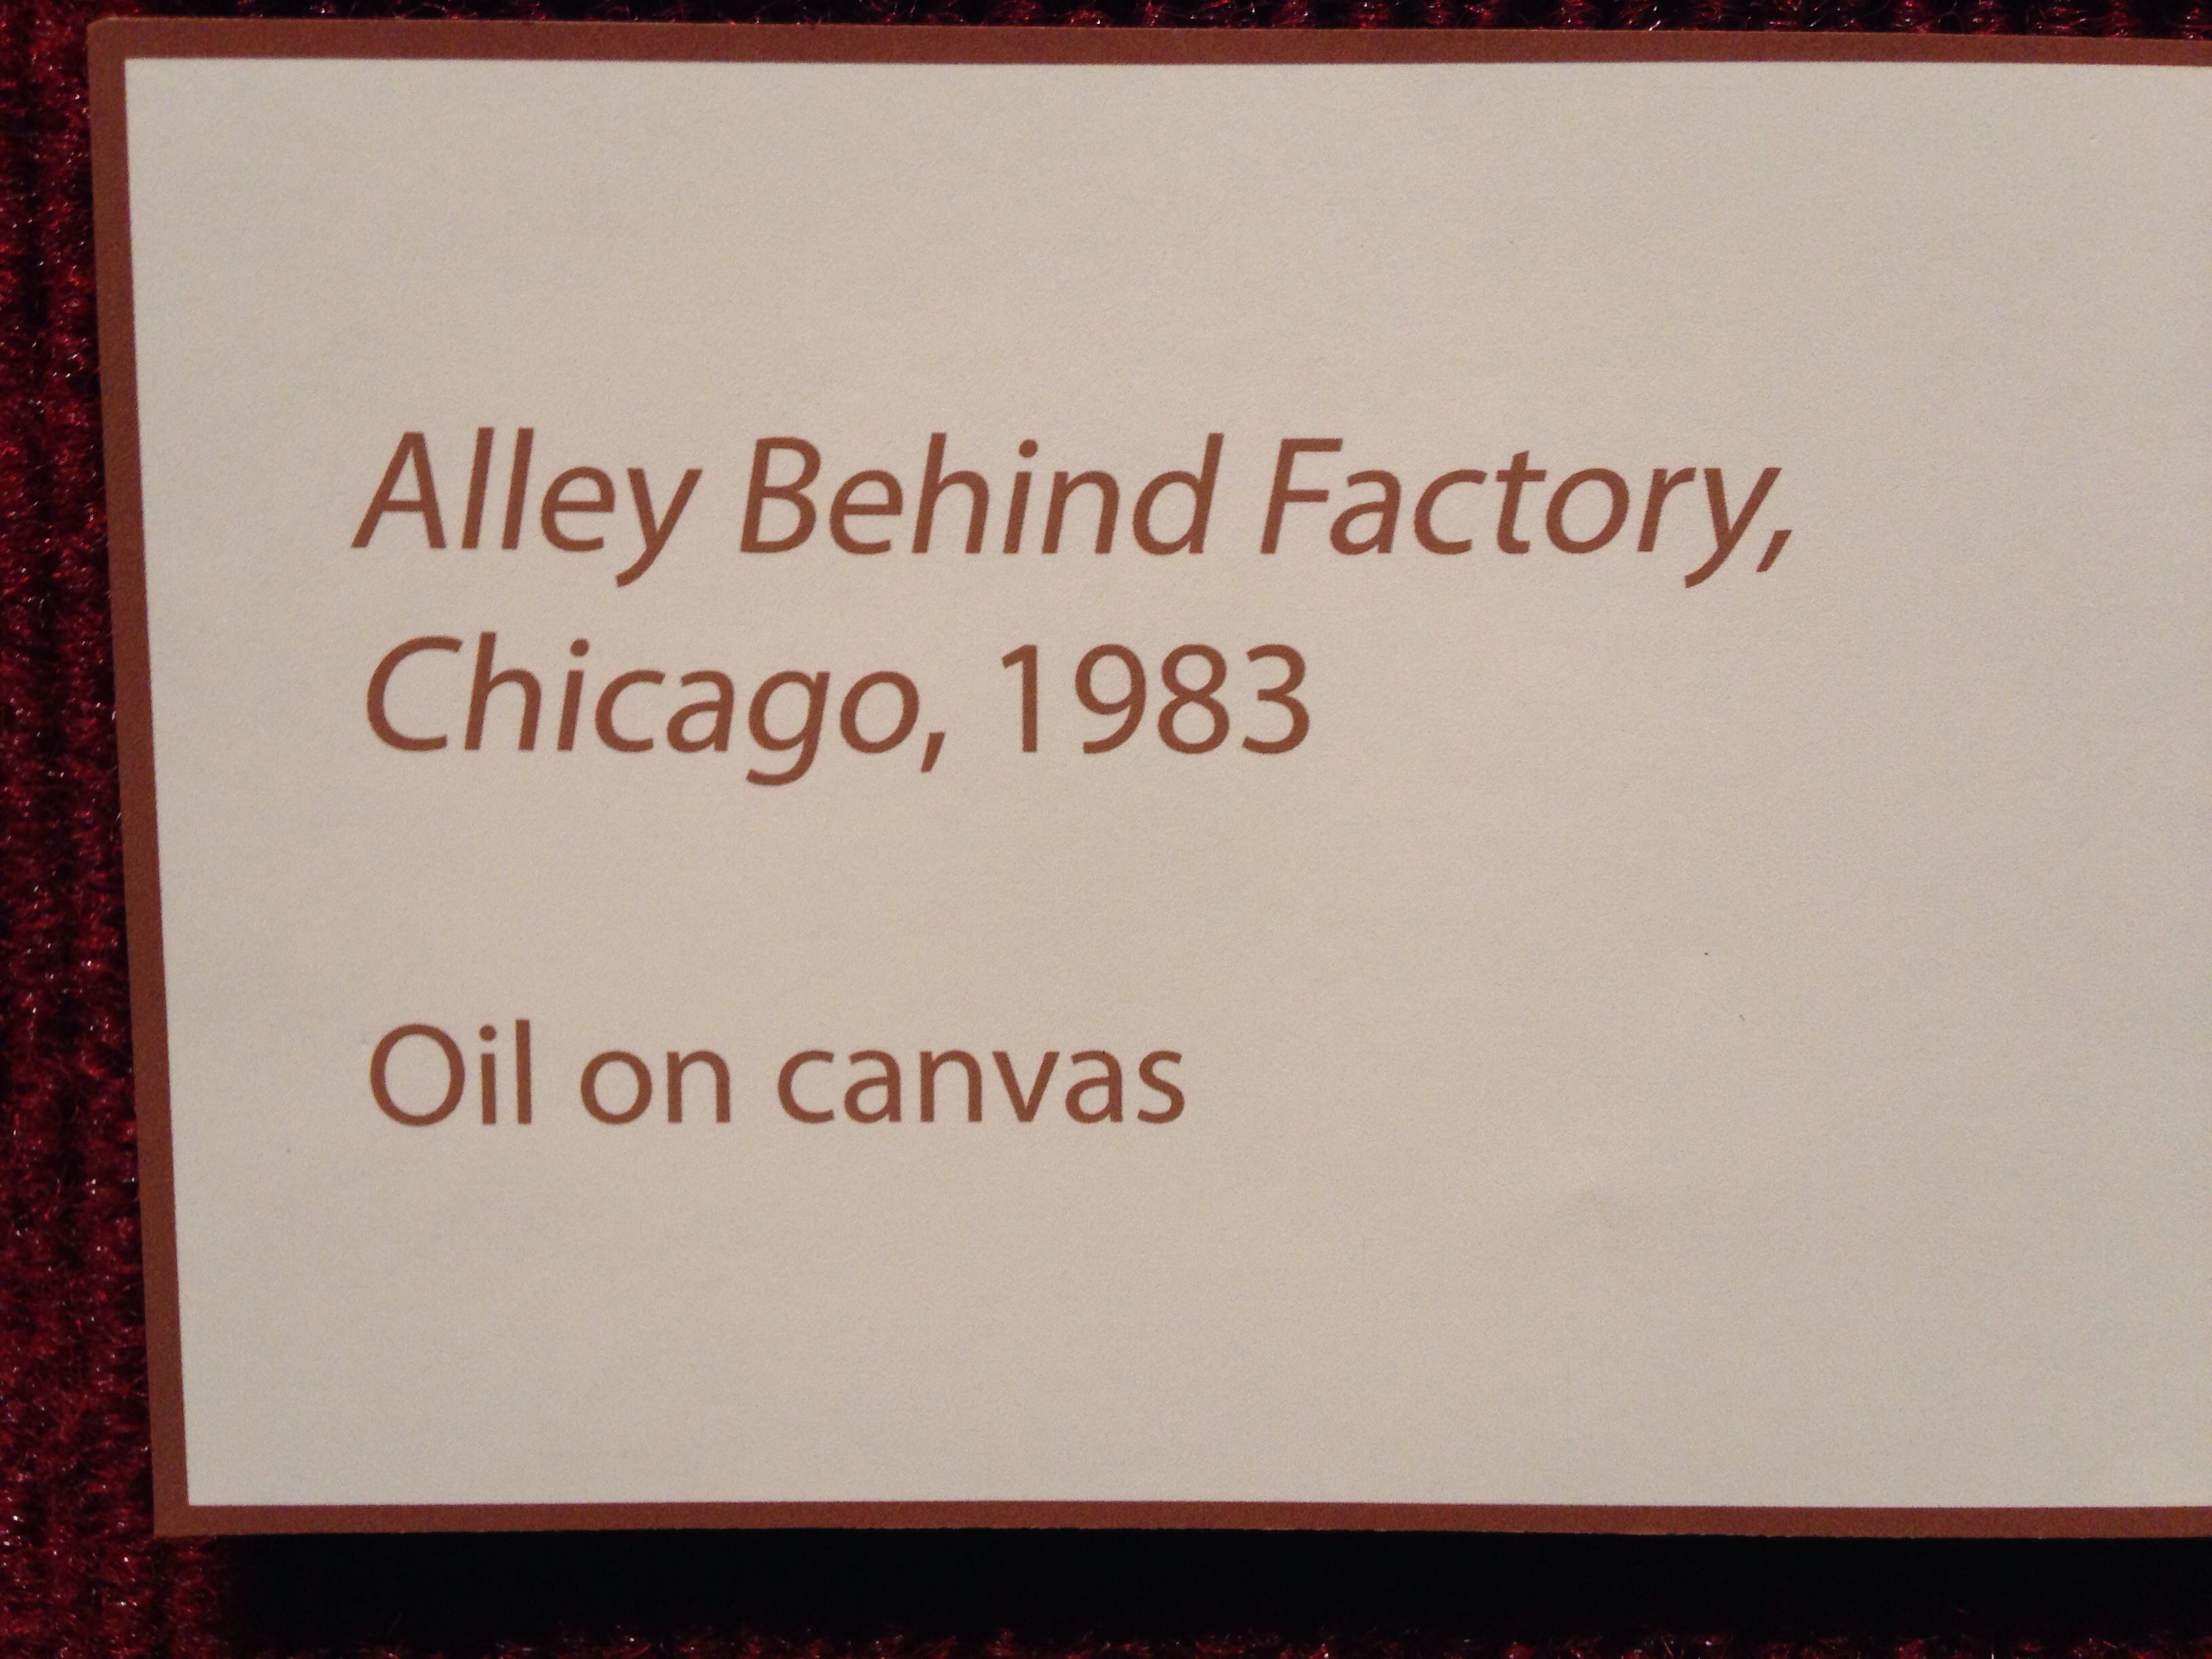 Alley Behind Factory,
Chicago, 1983
Oil on canvas